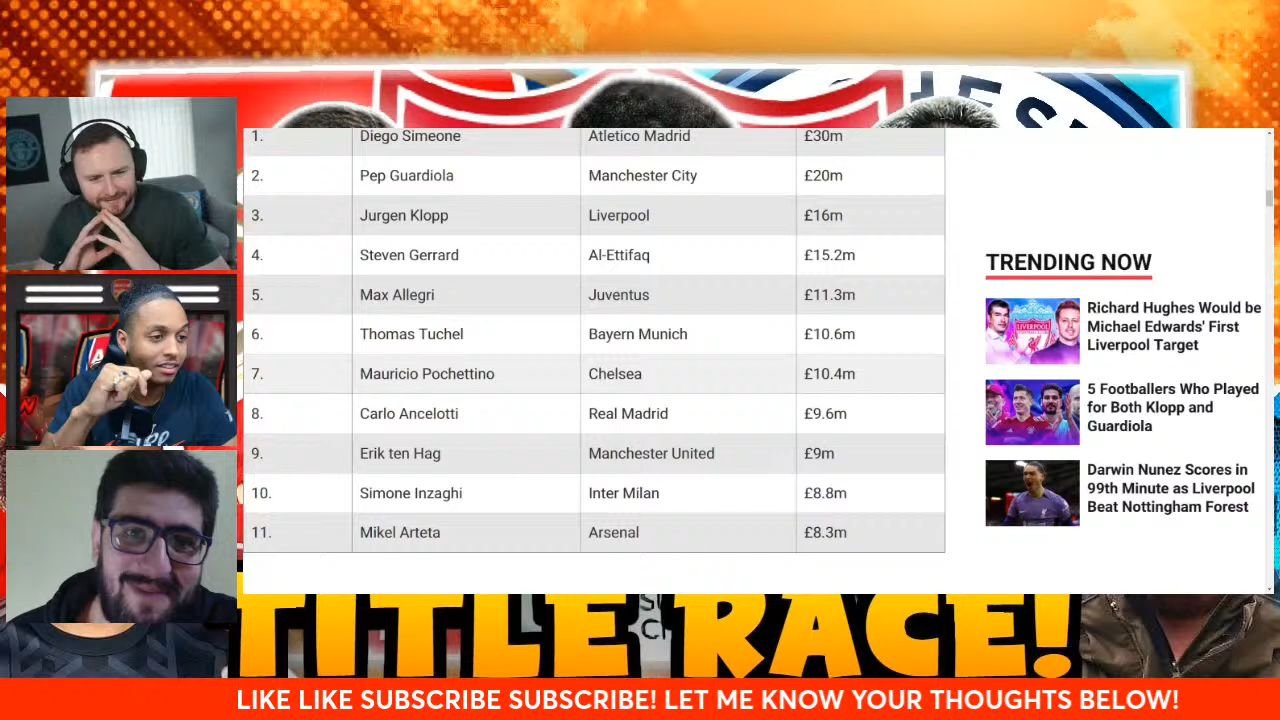 1. Diego Simeone Atletico Madrid £30m
2. Pep Guardiola Manchester City £20m
3. Jurgen Klopp Liverpool £16m
4. Steven Gerrard Al-Ettifaq £15.2m
5. Max Allegri Juventus £11.3m
6. Thomas Tuchel Bayern Munich £10.6m
7. Mauricio Pochettino Chelsea £10.4m
8. Carlo Ancelotti Real Madrid £9.6m
9. Erik ten Hag Manchester United £9m
10. Simone Inzaghi Inter Milan £8.8m
11. Mikel Arteta Arsenal £8.3m
TRENDING NOW
Richard Hughes Would be
Michael Edwards' First
Liverpool Target
5 Footballers Who Played
for Both Klopp and
Guardiola
Darwin Nunez Scores in
99th Minute as Liverpool
Beat Nottingham Forest
TITLE RACE!
LIKE LIKE SUBSCRIBE SUBSCRIBE! LET ME KNOW YOUR THOUGHTS BELOW!